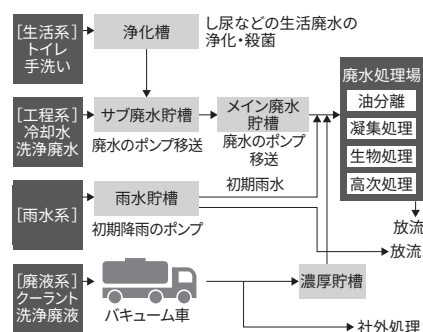 ［生活系］
トイレ
手洗い
浄化槽
し尿などの生活廃水の
浄化・殺菌
［工程系］
冷却水
洗浄廃水
サブ廃水貯槽
廃水のポンプ移送
メイン廃水
貯槽
廃水のポンプ
移送
廃水処理場
油分離
凝集処理
生物処理
高次処理
放流
［雨水系］
雨水貯槽
初期降雨のポンプ
初期雨水
放流
［廃液系］
クーラント
洗浄廃液
バキューム車
濃厚貯槽
社外処理